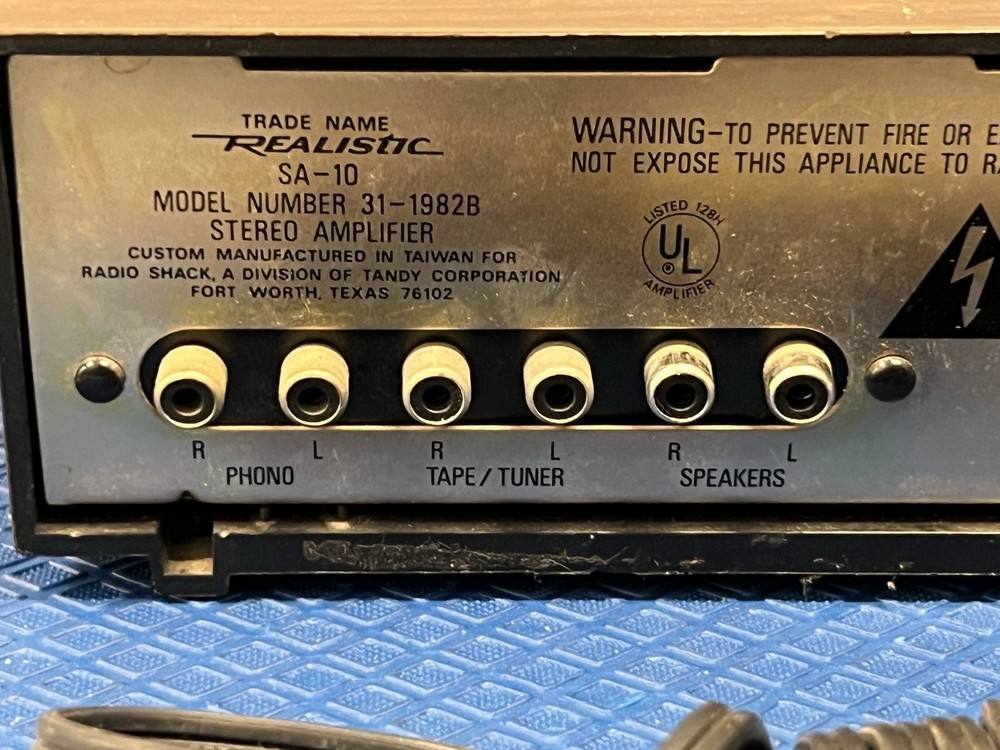 TRADE NAME
REALISTIC
SA-10
MODEL NUMBER 31-1982B
STEREO AMPLIFIER
CUSTOM MANUFACTURED IN TAIWAN FOR
RADIO SHACK, A DIVISION OF TANDY CORPORATION
FORT WORTH, TEXAS 76102
WARNING-TO PREVENT FIRE OR
NOT EXPOSE THIS APPLIANCE TO
LISTED 128H
UL
®
AMPLIFIER
R L R L R L
PHONO TAPE/TUNER SPEAKERS